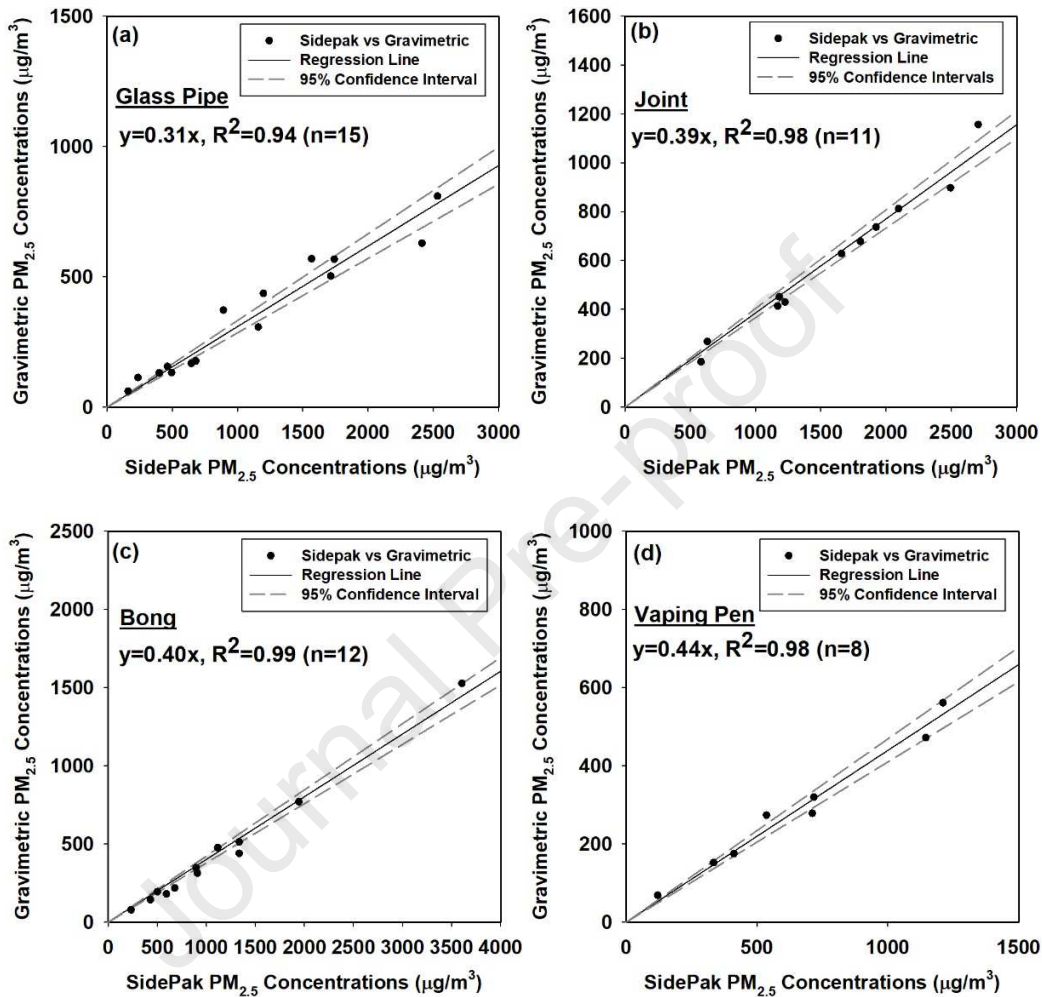 (a)
Sidepak vs Gravimetric
Regression Line
95% Confidence Interval
Glass Pipe
y=0.31x, R2=0.94 (n=15)
Gravimetric PM2.5 Concentrations (μg/m3)
1500
1000
500
0
0 500 1000 1500 2000 2500 3000
SidePak PM2.5 Concentrations (μg/m3)
(b)
Sidepak vs Gravimetric
Regression Line
95% Confidence Intervals
Joint
y=0.39x, R2=0.98 (n=11)
Gravimetric PM2.5 Concentrations (μg/m3)
1600
1400
1200
1000
800
600
400
200
0
0 500 1000 1500 2000 2500 3000
SidePak PM2.5 Concentrations (μg/m3)
(c)
Sidepak vs Gravimetric
Regression Line
95% Confidence Interval
Bong
y=0.40x, R2=0.99 (n=12)
Gravimetric PM2.5 Concentrations (μg/m3)
2500
2000
1500
1000
500
0
0 500 1000 1500 2000 2500 3000 3500 4000
SidePak PM2.5 Concentrations (μg/m3)
(d)
Sidepak vs Gravimetric
Regression Line
95% Confidence Interval
Vaping Pen
y=0.44x, R2=0.98 (n=8)
Gravimetric PM2.5 Concentrations (μg/m3)
1000
800
600
400
200
0
0 500 1000 1500
SidePak PM2.5 Concentrations (μg/m3)
Journal Pre-proof